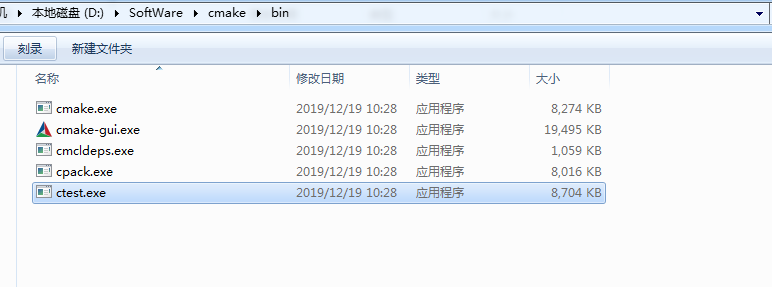 机 本地磁盘 (D:) SoftWare cmake bin
刻录 新建文件夹
名称 修改日期 类型 大小
cmake.exe 2019/12/19 10:28 应用程序 8,274 KB
cmake-gui.exe 2019/12/19 10:28 应用程序 19,495 KB
cmcldeps.exe 2019/12/19 10:28 应用程序 1,059 KB
cpack.exe 2019/12/19 10:28 应用程序 8,016 KB
ctest.exe 2019/12/19 10:28 应用程序 8,704 KB